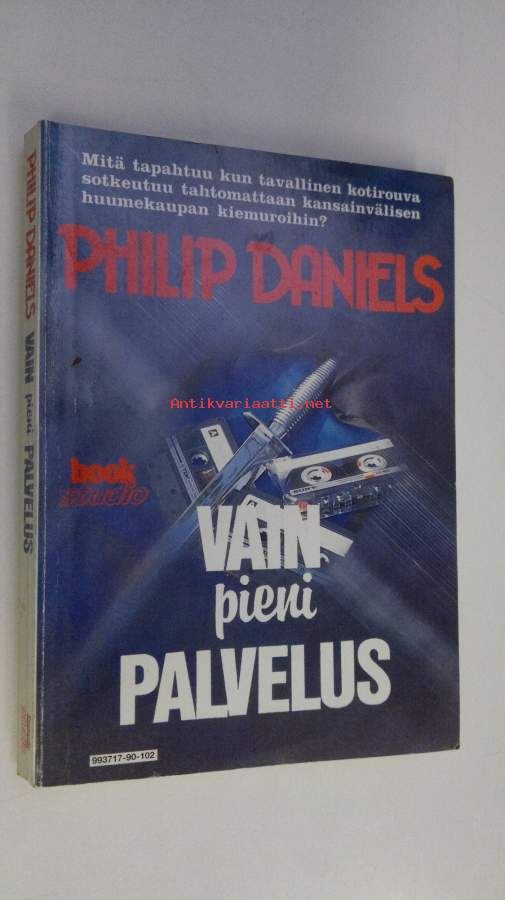 Mitä tapahtuu kun tavallinen kotirouva
sotkeutuu tahtomattaan kansainvälisen
huumekaupan kiemuroihin?
PHILIP DANIELS
Antikvariaatti.net
book
studio
A
SONY
VAIN
pieni
PALVELUS
993717-90-102
PHILIP DANIELS VAIN pieni PALVELUS